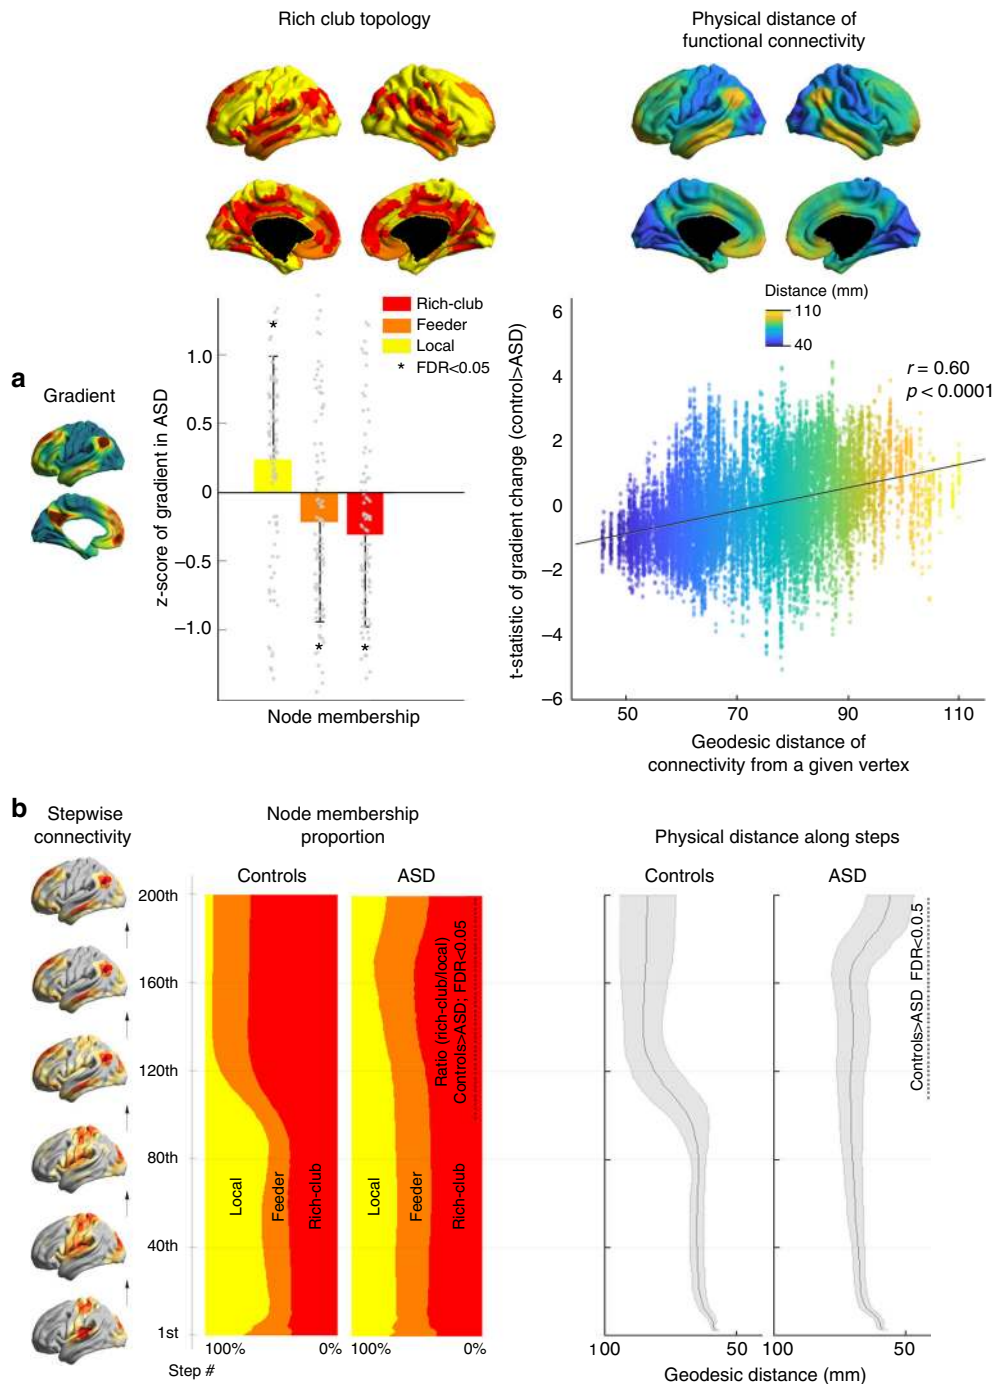 Rich club topology
Physical distance of
functional connectivity
a
Gradient
z-score of gradient in ASD
1.0
0.5
0
−0.5
−1.0
Rich-club
Feeder
Local
* FDR<0.05
*
*
*
Node membership
t-statistic of gradient change (control>ASD)
6
4
2
0
−2
−4
−6
Distance (mm)
110
40
r = 0.60
p < 0.0001
50
70
90
110
Geodesic distance of
connectivity from a given vertex
b
Stepwise
connectivity
Node membership
proportion
Controls
ASD
200th
160th
120th
80th
40th
1st
Step #
Local
Feeder
Rich-club
Local
Feeder
Rich-club
Ratio (rich-club/local)
Controls>ASD; FDR<0.05
100%
0%
100%
0%
Physical distance along steps
Controls
ASD
Controls>ASD FDR<0.0.5
100
50
100
50
Geodesic distance (mm)